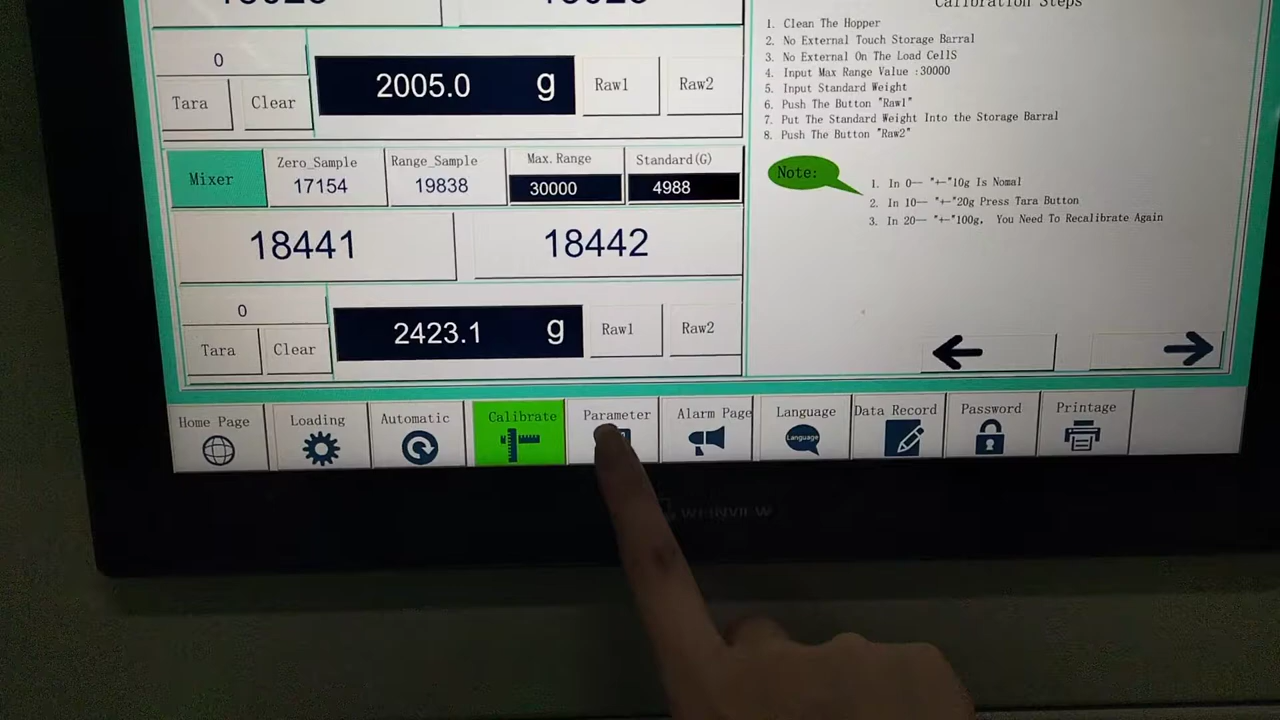 Calibration Steps
1. Clean The Hopper
2. No External Touch Storage Barral
3. No External On The Load CellS
4. Input Max Range Value :30000
5. Input Standard Weight
6. Push The Button "Raw1"
7. Put The Standard Weight Into the Storage Barral
8. Push The Button "Raw2"
Note:
1. In 0— "+—"10g Is Nomal
2. In 10— "+—"20g Press Tara Button
3. In 20— "+—"100g, You Need To Recalibrate Again
0
Tara
Clear
2005.0 g
Raw1
Raw2
Mixer
Zero_Sample
17154
Range_Sample
19838
Max.Range
30000
Standard(G)
4988
18441
18442
0
Tara
Clear
2423.1 g
Raw1
Raw2
Home Page
Loading
Automatic
Calibrate
Parameter
Alarm Page
Language
Language
Data Record
Password
Printage
WEINVIEW